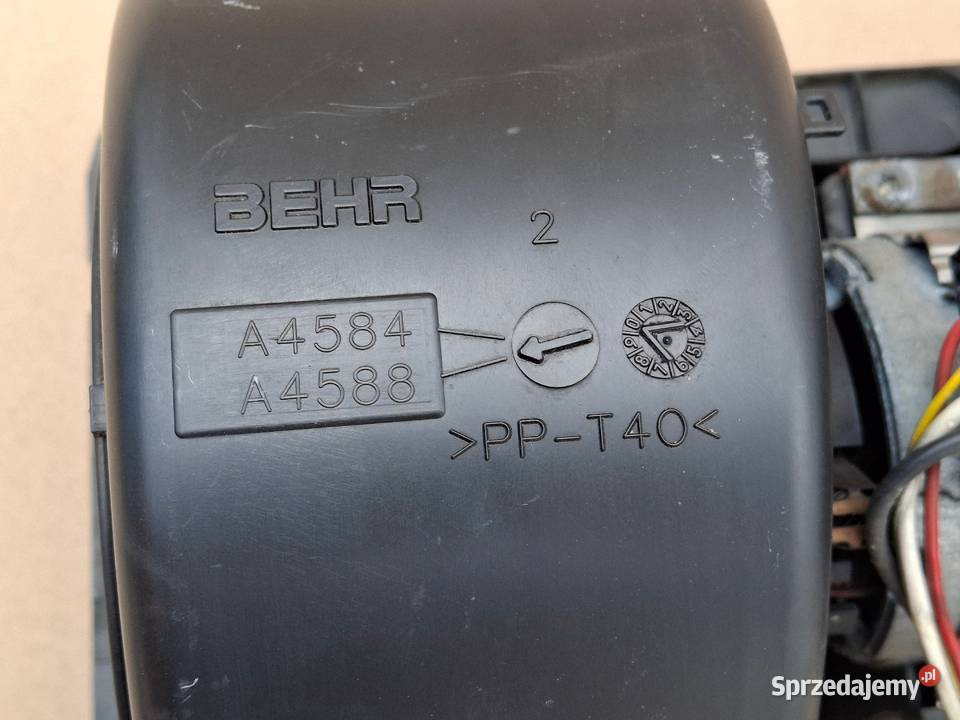 BEHR
2
A4584
A4588
>PP-T40<
Sprzedajemy.pl